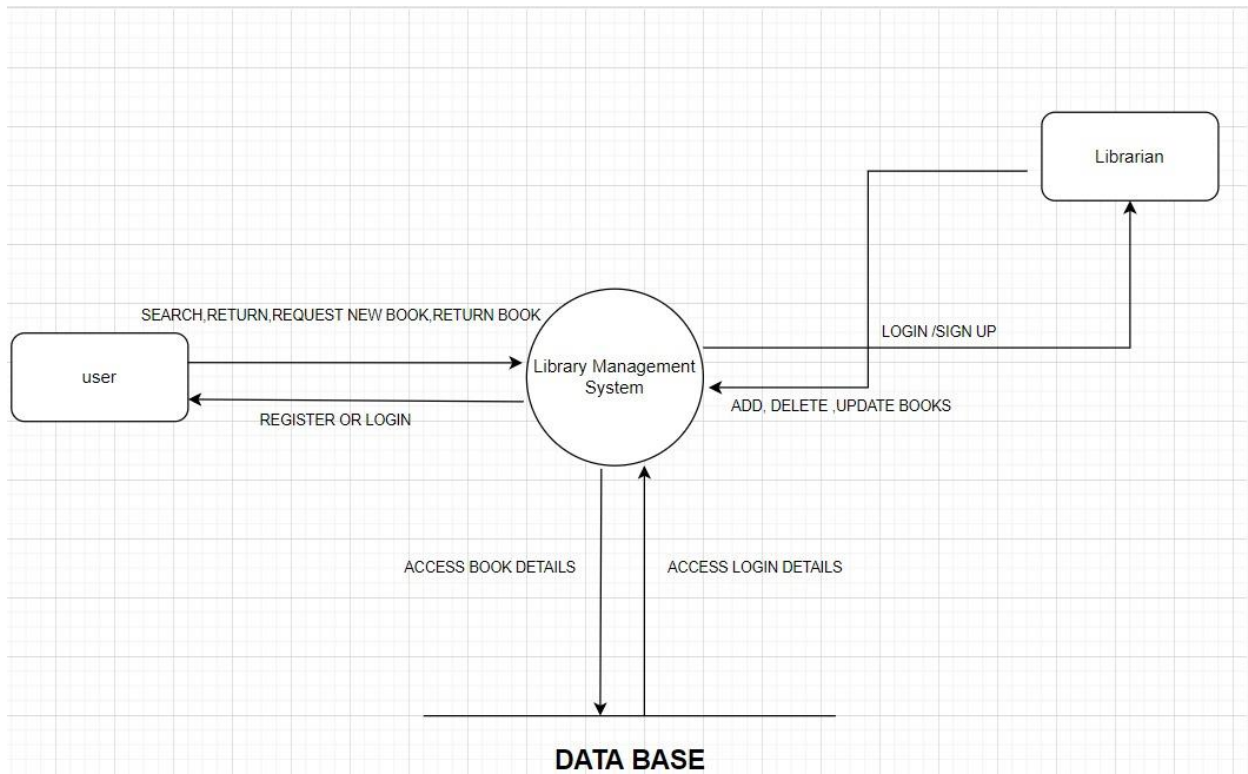 Librarian
SEARCH,RETURN,REQUEST NEW BOOK,RETURN BOOK
LOGIN /SIGN UP
user
Library Management
System
ADD, DELETE ,UPDATE BOOKS
REGISTER OR LOGIN
ACCESS BOOK DETAILS
ACCESS LOGIN DETAILS
DATA BASE